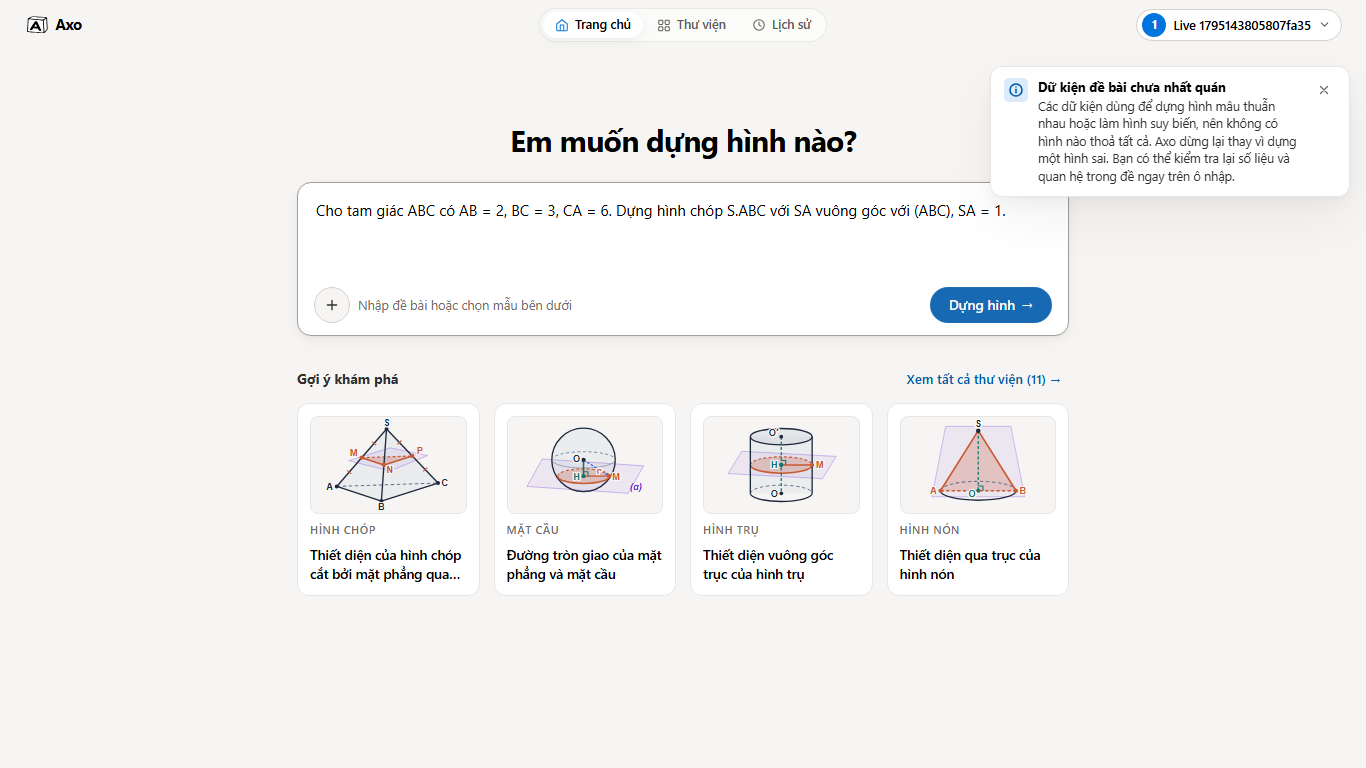 Axo
Trang chủ
Thư viện
Lịch sử
1
Live 1795143805807fa35
Dữ kiện đề bài chưa nhất quán
Các dữ kiện dùng để dựng hình mâu thuẫn
nhau hoặc làm hình suy biến, nên không có
hình nào thoả tất cả. Axo dừng lại thay vì dựng
một hình sai. Bạn có thể kiểm tra lại số liệu và
quan hệ trong đề ngay trên ô nhập.
Em muốn dựng hình nào?
Cho tam giác ABC có AB = 2, BC = 3, CA = 6. Dựng hình chóp S.ABC với SA vuông góc với (ABC), SA = 1.
+
Nhập đề bài hoặc chọn mẫu bên dưới
Dựng hình →
Gợi ý khám phá
Xem tất cả thư viện (11) →
S
M
P
N
A
C
B
HÌNH CHÓP
Thiết diện của hình chóp
cắt bởi mặt phẳng qua...
O
r
H
M
(α)
MẶT CẦU
Đường tròn giao của mặt
phẳng và mặt cầu
O'
H
M
O
HÌNH TRỤ
Thiết diện vuông góc
trục của hình trụ
S
A
O
B
HÌNH NÓN
Thiết diện qua trục của
hình nón